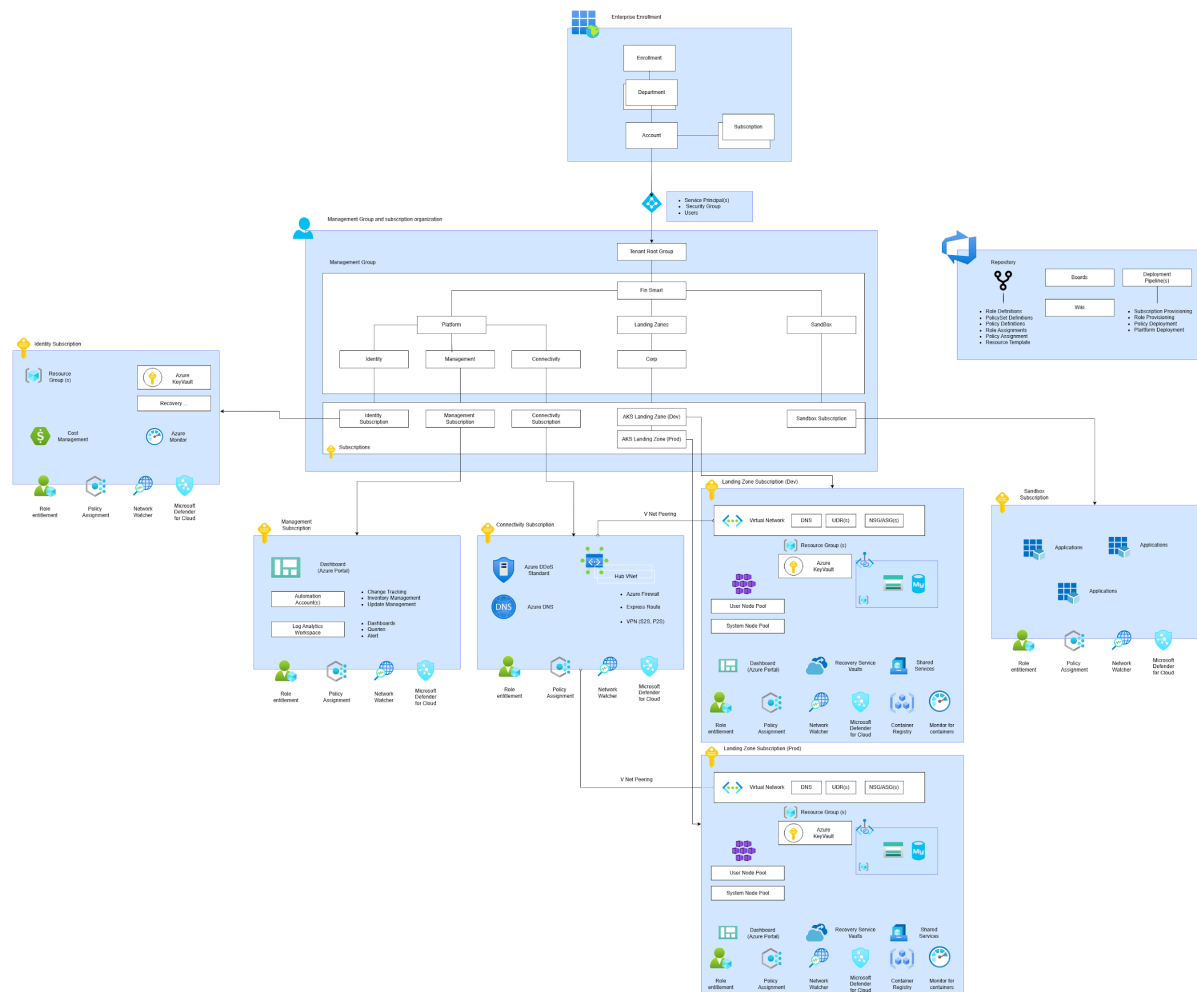 Enterprise Enrollment
Enrollment
Department
Account
Subscription
Service Principal(s)
Security Group
Users
Management Group and subscription organization
Tenant Root Group
Management Group
Fin Smart
Platform
Landing Zones
SandBox
Identity
Management
Connectivity
Corp
Identity
Subscription
Management
Subscription
Connectivity
Subscription
AKS Landing Zone (Dev)
Sandbox Subscription
AKS Landing Zone (Prod)
Subscriptions
Repository
Role Definitions
PolicySet Definitions
Policy Definitions
Role Assignments
Policy Assignment
Resource Template
Boards
Wiki
Deployment
Pipeline(s)
Subscription Provisioning
Role Provisioning
Policy Deployment
Identity Subscription
Resource
Group (s)
Azure
KeyVault
Recovery...
Cost
Management
Azure
Monitor
Role
entitlement
Policy
Assignment
Network
Watcher
Microsoft
Defender
for Cloud
Management
Subscription
Dashboard
(Azure Portal)
Automation
Account(s)
Change Tracking
Inventory Management
Update Management
Log Analytics
Workspace
Dashboards
Queries
Alert
Role
entitlement
Policy
Assignment
Network
Watcher
Microsoft
Defender
for Cloud
Connectivity Subscription
Azure DDoS
Standard
Hub VNet
Azure DNS
DNS
Azure Firewall
Express Route
VPN (S2S, P2S)
Role
entitlement
Policy
Assignment
Network
Watcher
Microsoft
Defender
for Cloud
V Net Peering
V Net Peering
Landing Zone Subscription (Dev)
Virtual Network
DNS
UDR(s)
NSG/ASG(s)
Resource Group (s)
Azure
KeyVault
My
User Node Pool
System Node Pool
Dashboard
(Azure Portal)
Recovery Service
Vaults
Shared
Services
Role
entitlement
Policy
Assignment
Network
Watcher
Microsoft
Defender
for Cloud
Container
Registry
Monitor for
containers
Landing Zone Subscription (Prod)
Virtual Network
DNS
UDR(s)
NSG/ASG(s)
Resource Group (s)
Azure
KeyVault
My
User Node Pool
System Node Pool
Dashboard
(Azure Portal)
Recovery Service
Vaults
Shared
Services
Role
entitlement
Policy
Assignment
Network
Watcher
Microsoft
Defender
for Cloud
Container
Registry
Monitor for
containers
Sandbox
Subscription
Applications
Applications
Applications
Role
entitlement
Policy
Assignment
Network
Watcher
Microsoft
Defender
for Cloud